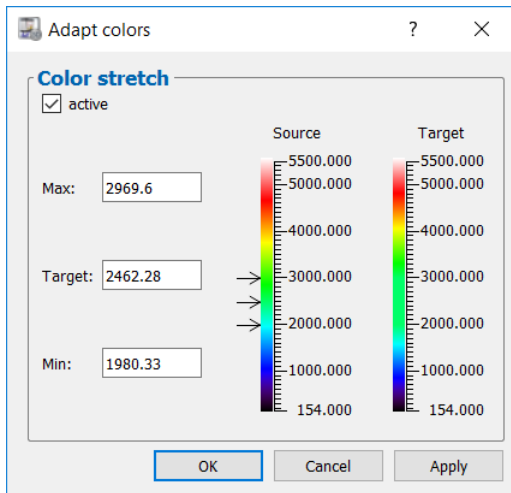 Adapt colors ?
Color stretch
active
Source Target
Max: 2969.6
Target: 2462.28
Min: 1980.33
5500.000 5500.000
5000.000 5000.000
4000.000 4000.000
3000.000 3000.000
2000.000 2000.000
1000.000 1000.000
154.000 154.000
OK Cancel Apply